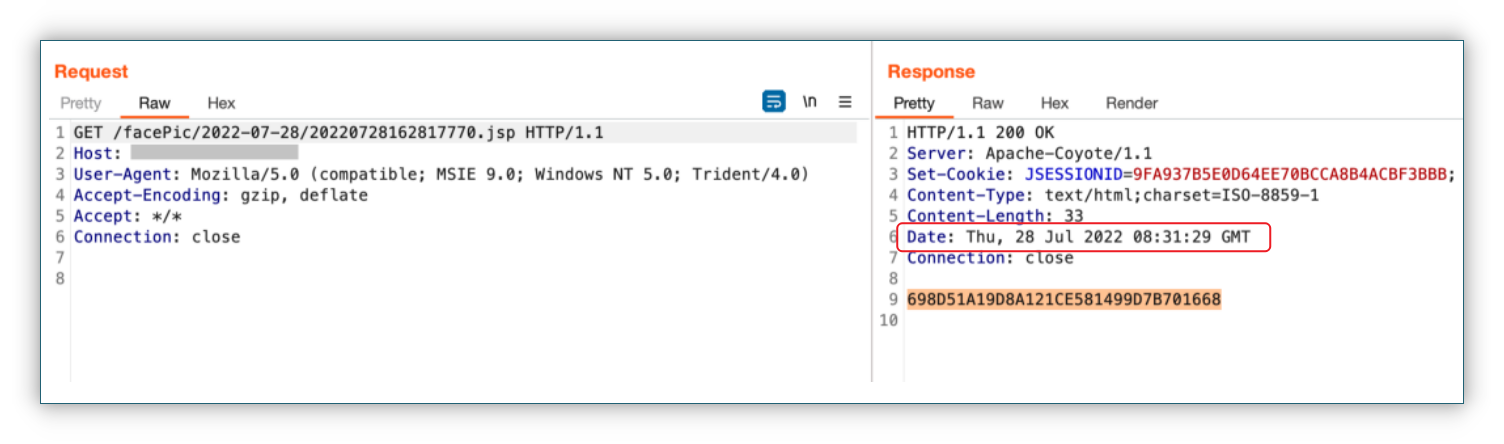 Request
Pretty Raw Hex \n
1 GET /facePic/2022-07-28/20220728162817770.jsp HTTP/1.1
2 Host:
3 User-Agent: Mozilla/5.0 (compatible; MSIE 9.0; Windows NT 5.0; Trident/4.0)
4 Accept-Encoding: gzip, deflate
5 Accept: */*
6 Connection: close
7
8
Response
Pretty Raw Hex Render
1 HTTP/1.1 200 OK
2 Server: Apache-Coyote/1.1
3 Set-Cookie: JSESSIONID=9FA937B5E0D64EE70BCCA8B4ACBF3BBB;
4 Content-Type: text/html;charset=ISO-8859-1
5 Content-Length: 33
6 Date: Thu, 28 Jul 2022 08:31:29 GMT
7 Connection: close
8
9 698D51A19D8A121CE581499D7B701668
10